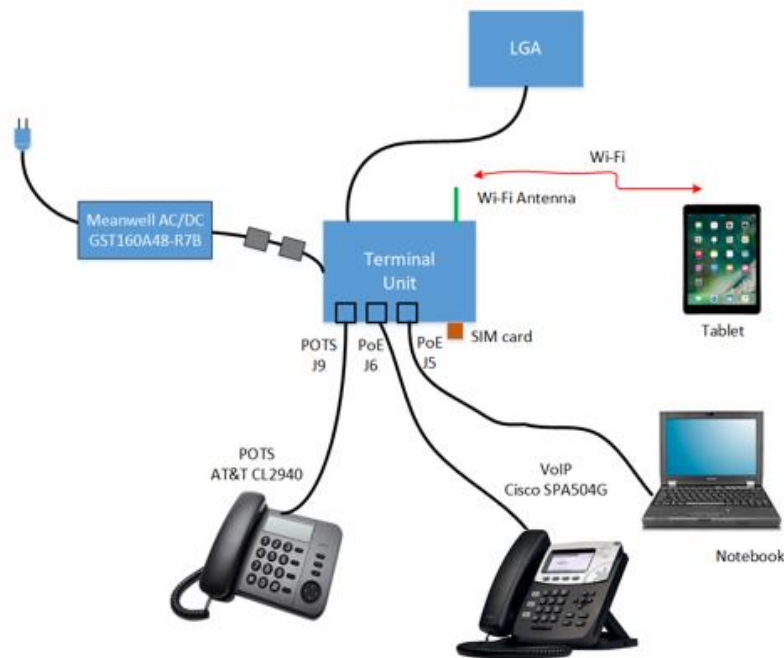 LGA
Wi-Fi
Meanwell AC/DC
GST160A48-R7B
Wi-Fi Antenna
Terminal
Unit
Tablet
SIM card
POTS
J9
PoE
J6
PoE
J5
POTS
AT&T CL2940
VoIP
Cisco SPA504G
Notebook